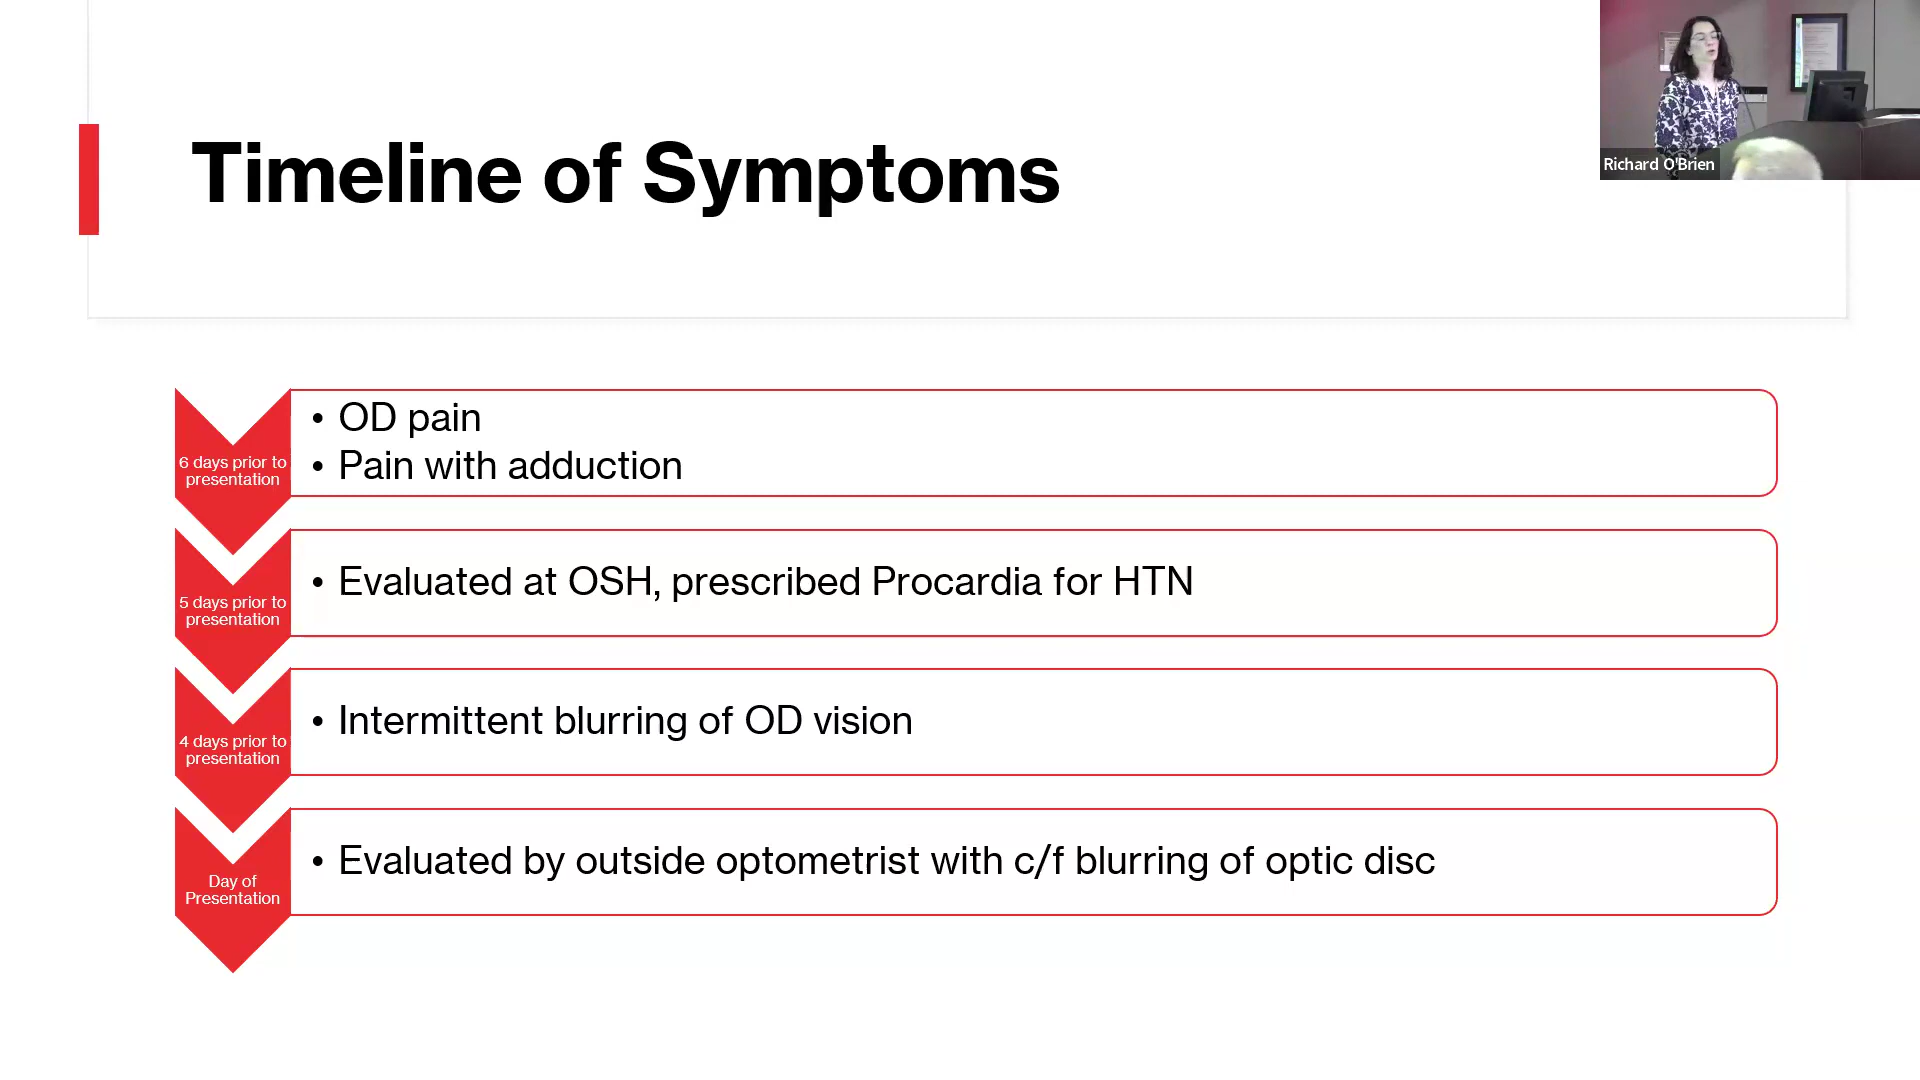 Timeline of Symptoms
Richard O'Brien
6 days prior to
presentation
• OD pain
• Pain with adduction
5 days prior to
presentation
• Evaluated at OSH, prescribed Procardia for HTN
4 days prior to
presentation
• Intermittent blurring of OD vision
Day of
Presentation
• Evaluated by outside optometrist with c/f blurring of optic disc